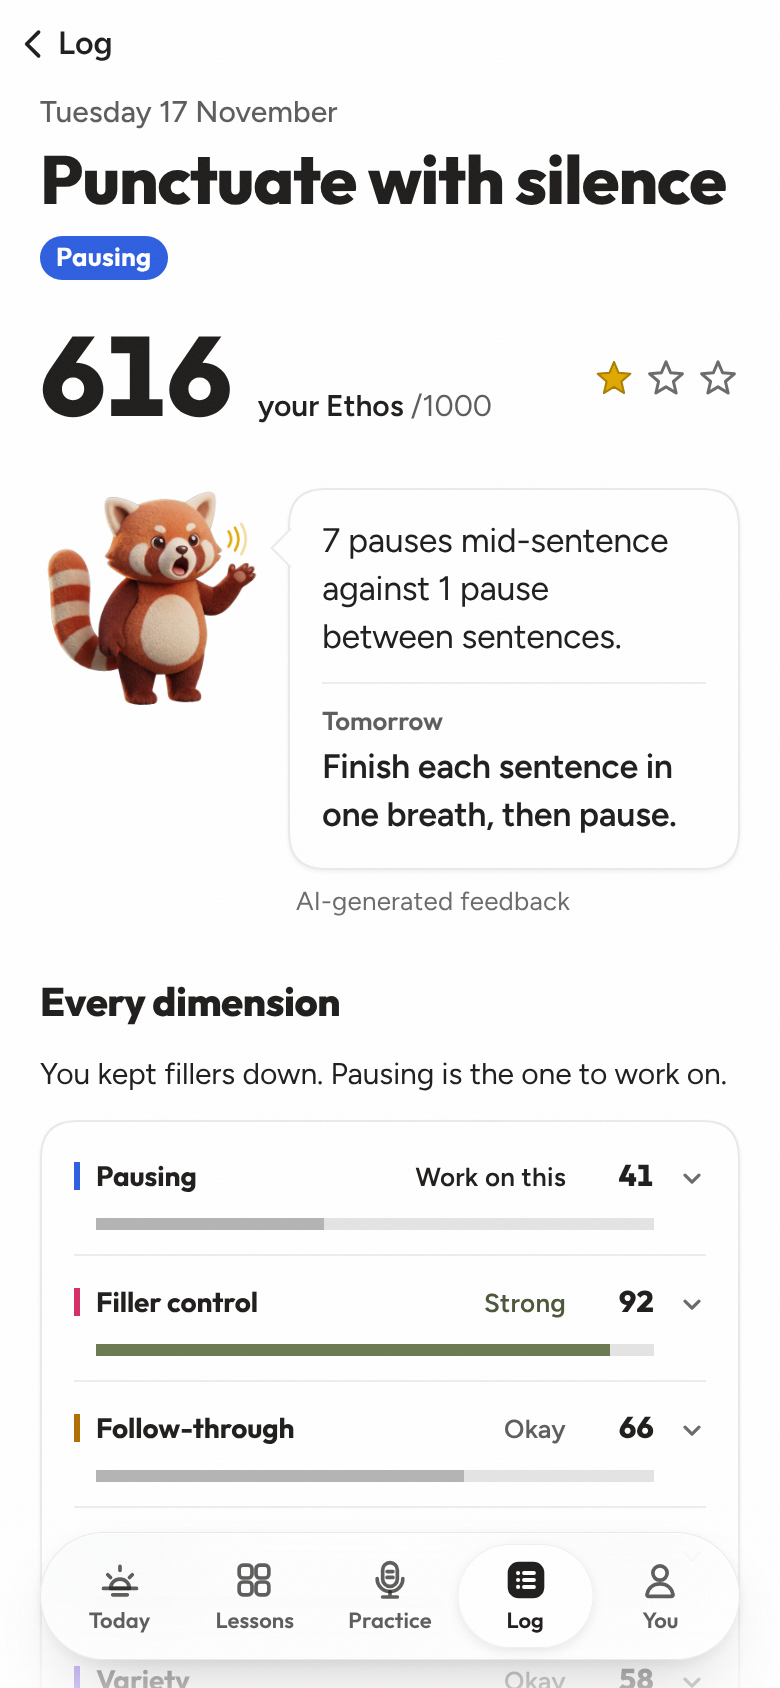 Log
Tuesday 17 November
Punctuate with silence
Pausing
616 your Ethos /1000
7 pauses mid-sentence
against 1 pause
between sentences.
Tomorrow
Finish each sentence in
one breath, then pause.
AI-generated feedback
Every dimension
You kept fillers down. Pausing is the one to work on.
Pausing Work on this 41
Filler control Strong 92
Follow-through Okay 66
Today Lessons Practice Log You
Variety Okay 58